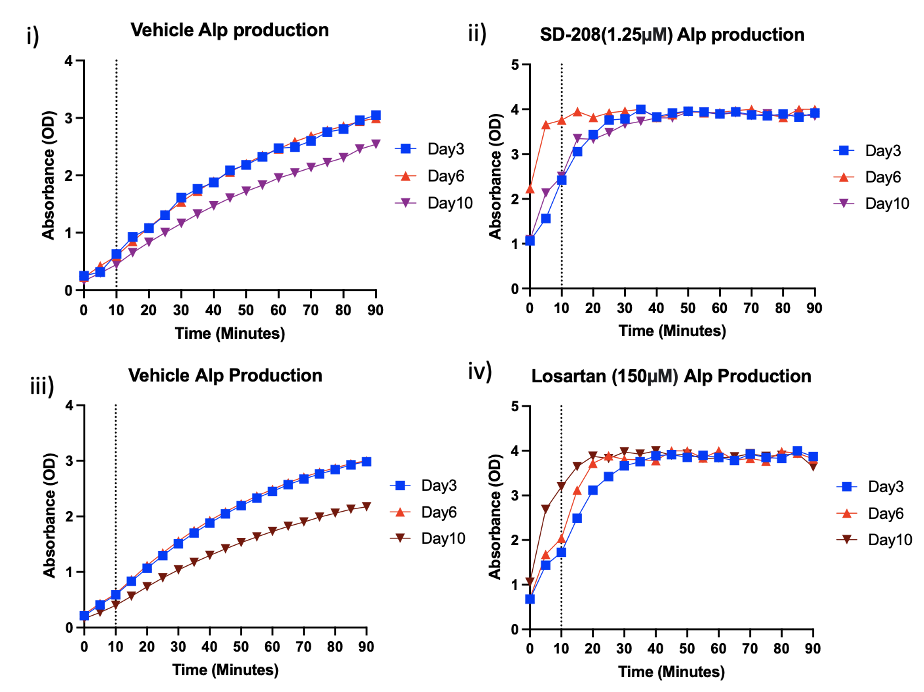 i)
Vehicle Alp production
4
3
2
1
0
Absorbance (OD)
0 10 20 30 40 50 60 70 80 90
Time (Minutes)
Day3
Day6
Day10
ii)
SD-208(1.25µM) Alp production
5
4
3
2
1
0
Absorbance (OD)
0 10 20 30 40 50 60 70 80 90
Time (Minutes)
Day3
Day6
Day10
iii)
Vehicle Alp Production
4
3
2
1
0
Absorbance (OD)
0 10 20 30 40 50 60 70 80 90
Time (Minutes)
Day3
Day6
Day10
iv)
Losartan (150µM) Alp Production
5
4
3
2
1
0
Absorbance (OD)
0 10 20 30 40 50 60 70 80 90
Time (Minutes)
Day3
Day6
Day10